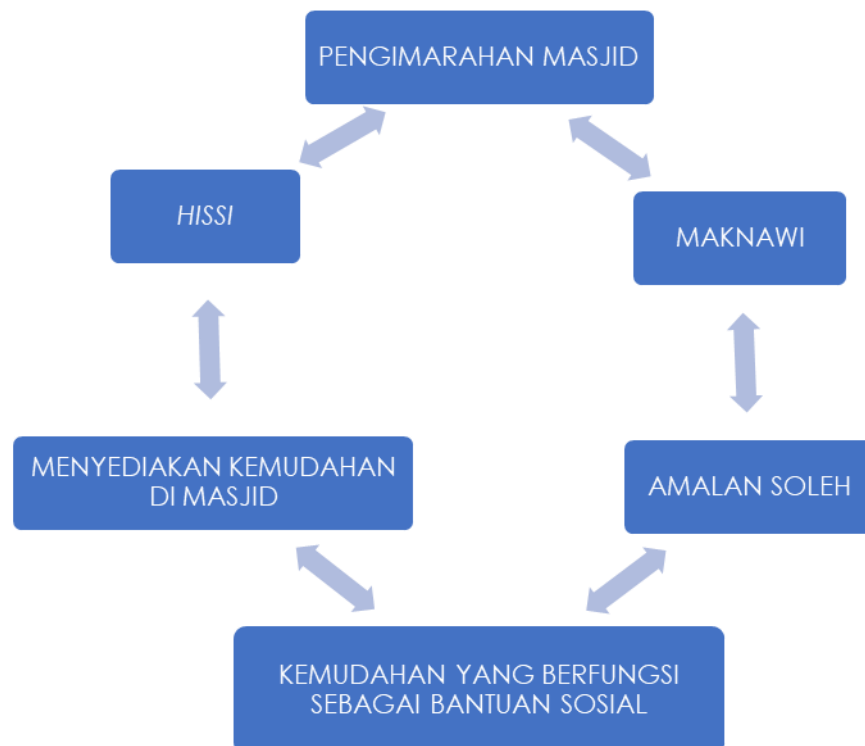 PENGIMARAHAN MASJID
HISSI
MAKNAWI
MENYEDIAKAN KEMUDAHAN
DI MASJID
AMALAN SOLEH
KEMUDAHAN YANG BERFUNGSI
SEBAGAI BANTUAN SOSIAL